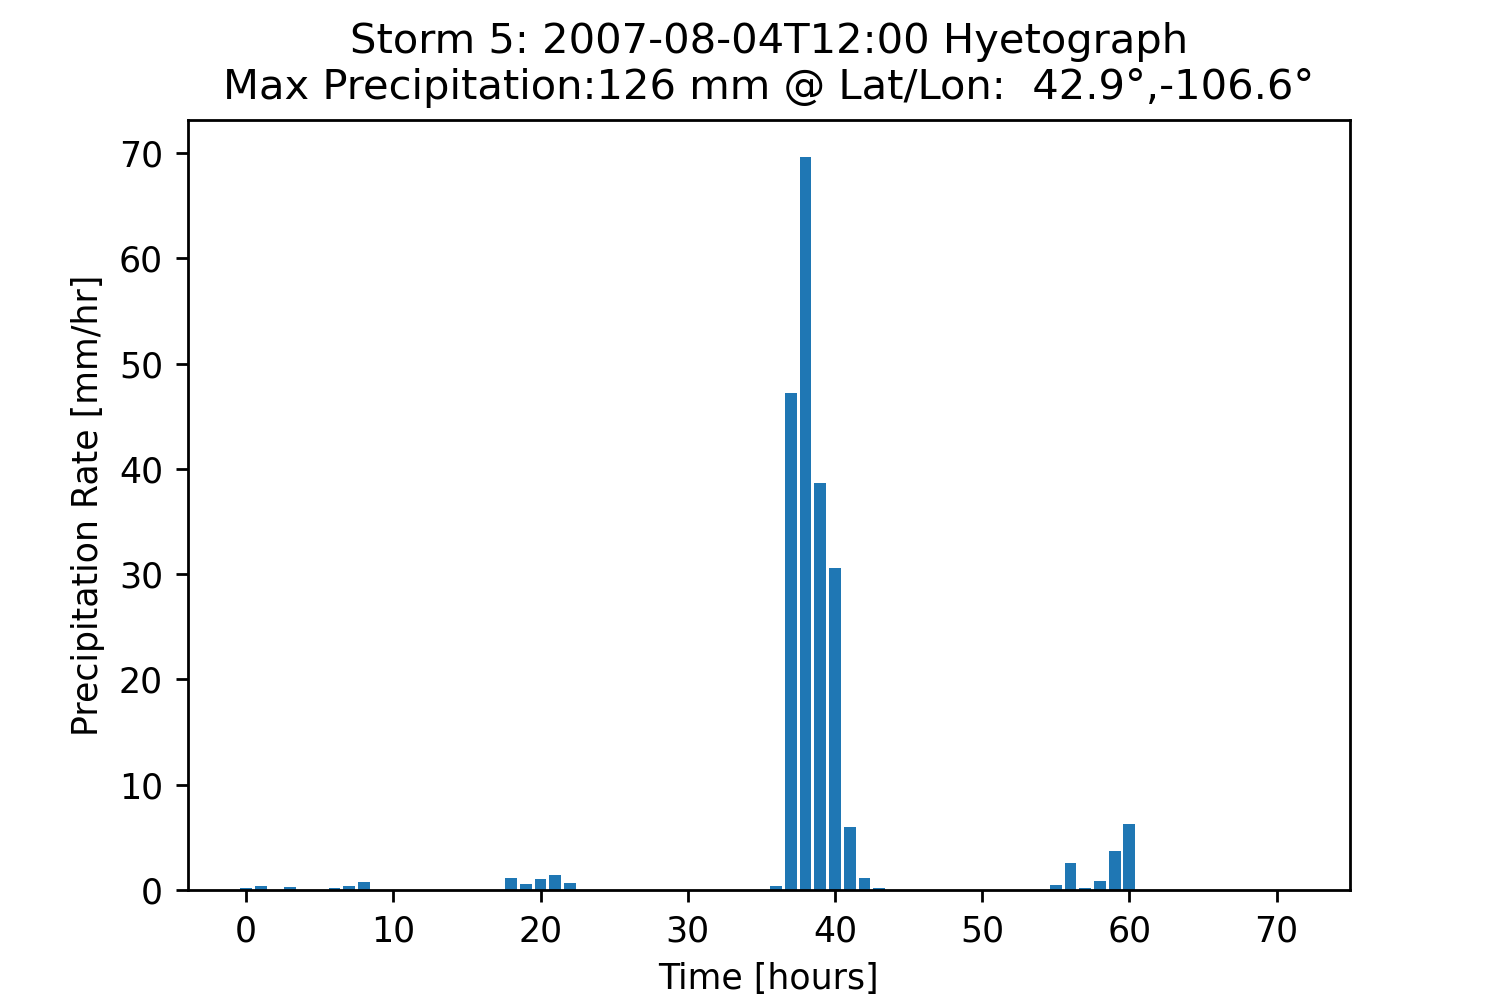 Storm 5: 2007-08-04T12:00 Hyetograph
Max Precipitation:126 mm @ Lat/Lon:  42.9°,-106.6°
Precipitation Rate [mm/hr]
70
60
50
40
30
20
10
0
0 10 20 30 40 50 60 70
Time [hours]